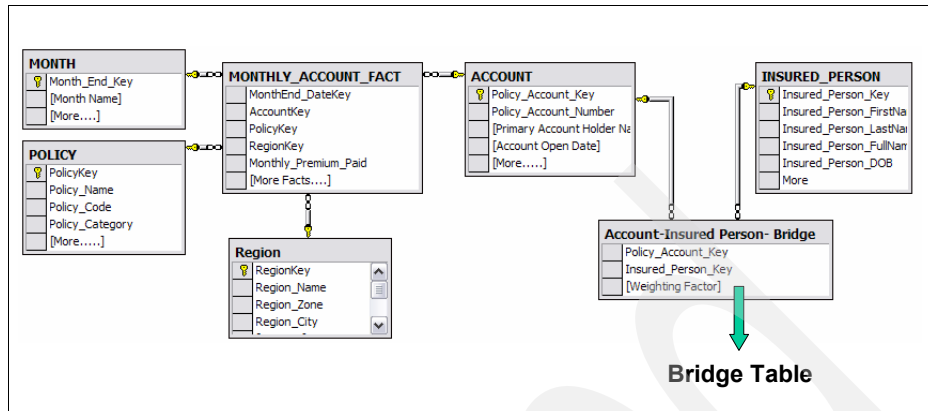 MONTH
Month_End_Key
[Month Name]
[More....]
POLICY
PolicyKey
Policy_Name
Policy_Code
Policy_Category
[More.....]
MONTHLY_ACCOUNT_FACT
MonthEnd_DateKey
AccountKey
PolicyKey
RegionKey
Monthly_Premium_Paid
[More Facts....]
Region
RegionKey
Region_Name
Region_Zone
Region_City
ACCOUNT
Policy_Account_Key
Policy_Account_Number
[Primary Account Holder Na
[Account Open Date]
[More.....]
INSURED_PERSON
Insured_Person_Key
Insured_Person_FirstNa
Insured_Person_LastNa
Insured_Person_FullNam
Insured_Person_DOB
More
Account-Insured Person- Bridge
Policy_Account_Key
Insured_Person_Key
[Weighting Factor]
Bridge Table